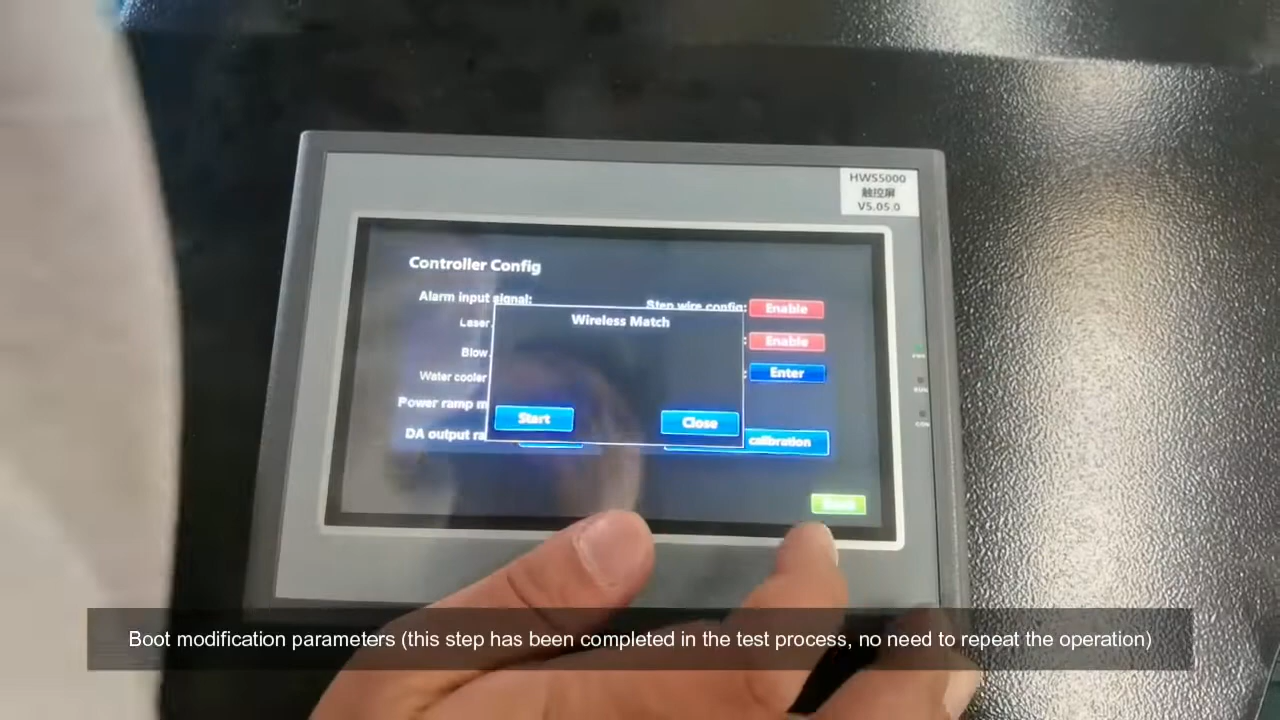 HWS5000
触控屏
V5.05.0
Controller Config
Alarm input signal:
Step wire config:
Enable
Laser
Wireless Match
Enable
Blow
Water cooler
Enter
Power ramp m
Start
Close
DA output ra
calibration
Boot modification parameters (this step has been completed in the test process, no need to repeat the operation)